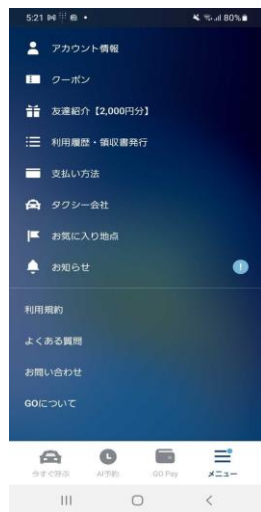 5:21
80%
アカウント情報
クーポン
友達紹介【2,000円分】
利用履歴・領収書発行
支払い方法
タクシー会社
お気に入り地点
お知らせ
利用規約
よくある質問
お問い合わせ
GOについて
今すぐ呼ぶ AI予約 GO Pay メニュー